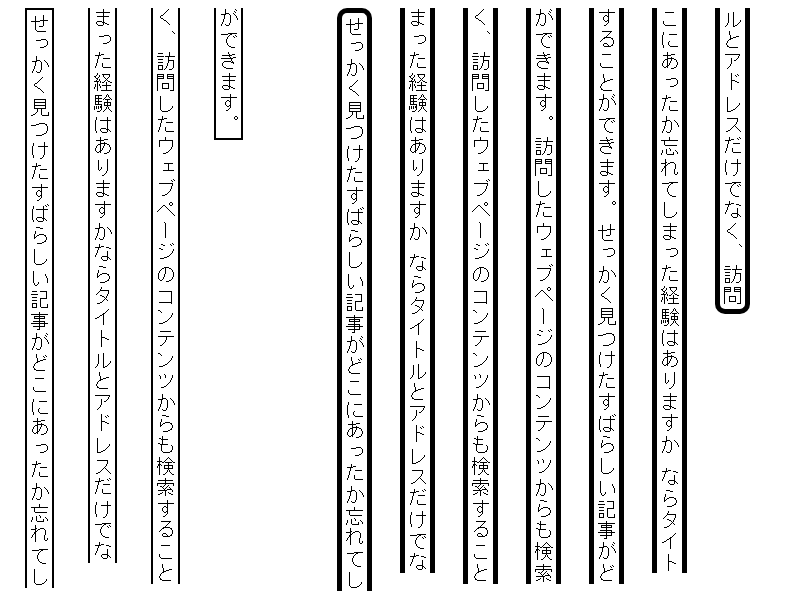 せっかく見つけたすばらしい記事がどこにあったか忘れてし
まった経験はありますかならタイトルとアドレスだけでな
く、訪問したウェブページのコンテンツからも検索すること
ができます。
せっかく見つけたすばらしい記事がどこにあったか忘れてし
まった経験はありますか ならタイトルとアドレスだけでな
く、訪問したウェブページのコンテンツからも検索すること
ができます。 訪問したウェブページのコンテンツからも検索
することができます。 せっかく見つけたすばらしい記事がど
こにあったか忘れてしまった経験はありますか ならタイト
ルとアドレスだけでなく、訪問